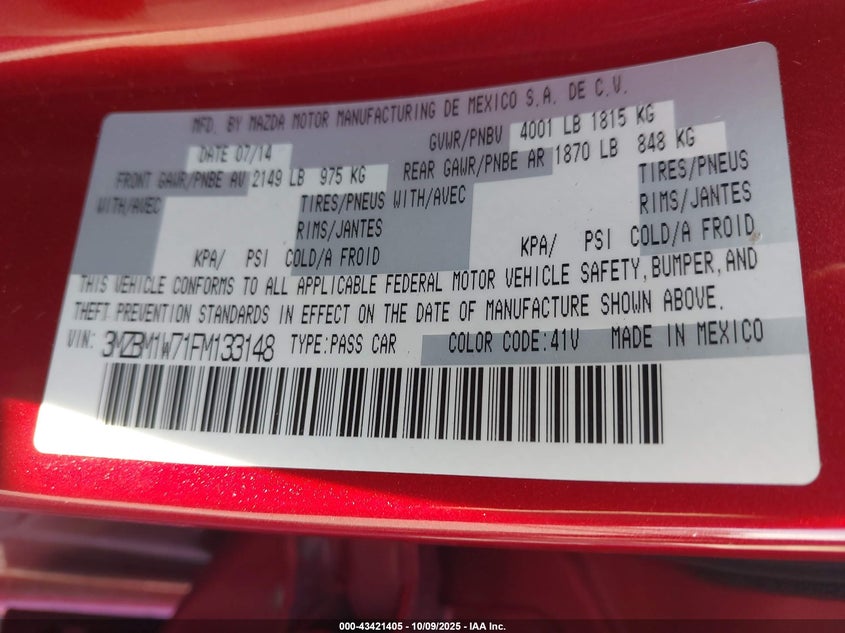 MFD. BY MAZDA MOTOR MANUFACTURING DE MEXICO S.A. DE C.V.
DATE 07/14 GVWR/PNBV 4001 LB 1815 KG
FRONT GAWR/PNBE AV 2149 LB 975 KG REAR GAWR/PNBE AR 1870 LB 848 KG
WITH/AVEC TIRES/PNEUS WITH/AVEC TIRES/PNEUS
RIMS/JANTES RIMS/JANTES
KPA/ PSI COLD/A FROID KPA/ PSI COLD/A FROID
THIS VEHICLE CONFORMS TO ALL APPLICABLE FEDERAL MOTOR VEHICLE SAFETY, BUMPER, AND
THEFT PREVENTION STANDARDS IN EFFECT ON THE DATE OF MANUFACTURE SHOWN ABOVE.
VIN: 3MZBM1W71FM133148 TYPE:PASS CAR COLOR CODE:41V MADE IN MEXICO
000-43421405 | 10/09/2025 - IAA Inc.